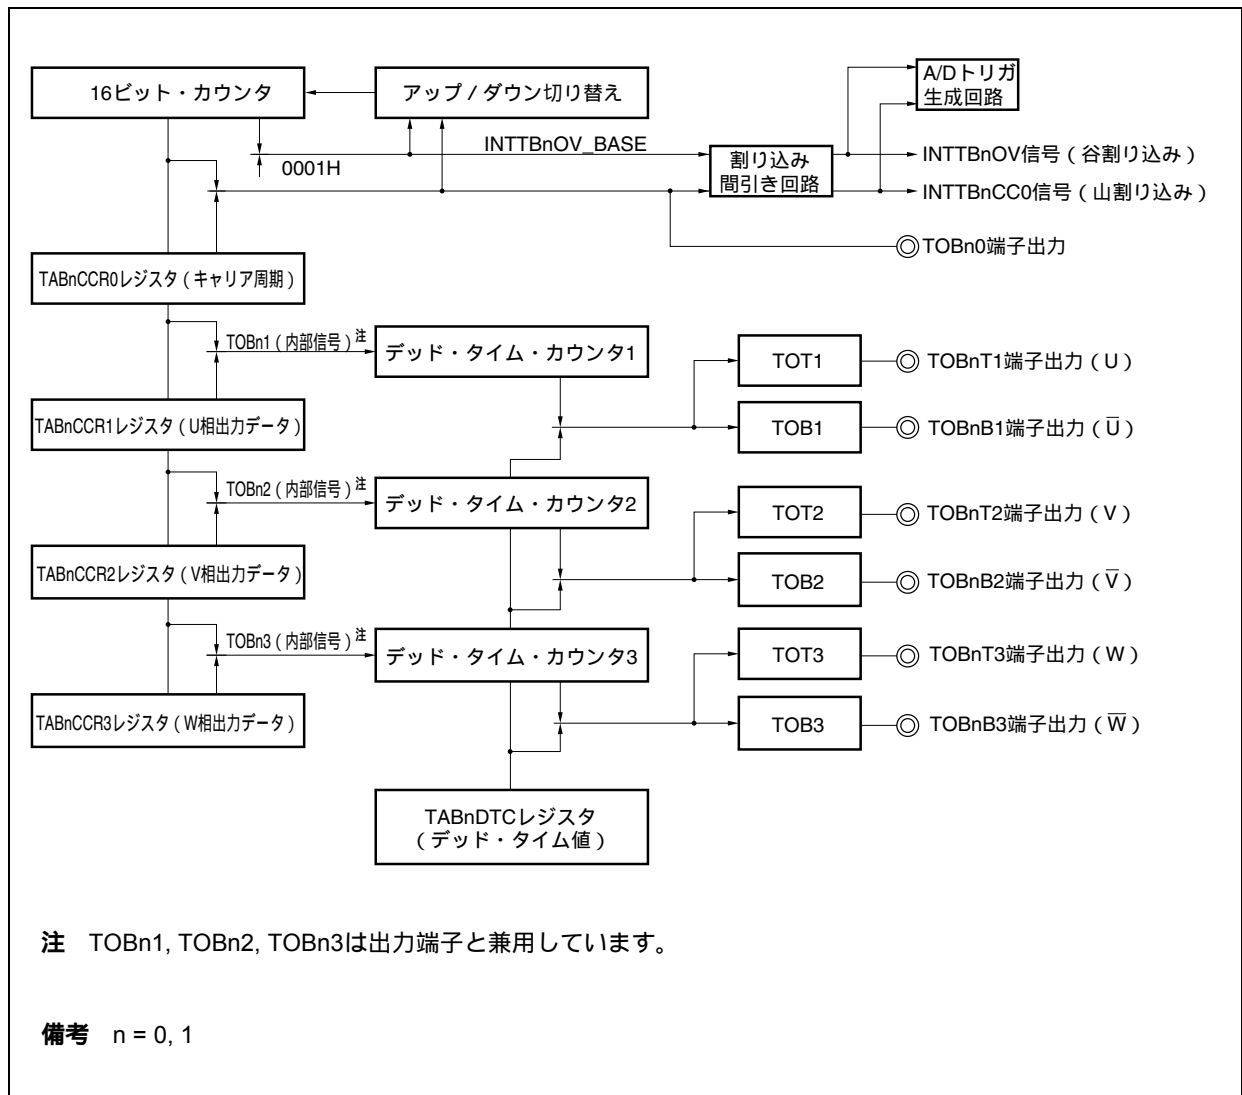 16ビット・カウンタ
アップ / ダウン切り替え
A/Dトリガ
生成回路
INTTBnOV_BASE
0001H
割り込み
間引き回路
INTTBnOV信号（谷割り込み）
INTTBnCC0信号（山割り込み）
TOBn0端子出力
TABnCCR0レジスタ（キャリア周期）
TOBn1（内部信号）注
デッド・タイム・カウンタ1
TOT1
TOBnT1端子出力（U）
TABnCCR1レジスタ（U相出力データ）
TOB1
TOBnB1端子出力（U̅）
TOBn2（内部信号）注
デッド・タイム・カウンタ2
TOT2
TOBnT2端子出力（V）
TABnCCR2レジスタ（V相出力データ）
TOB2
TOBnB2端子出力（V̅）
TOBn3（内部信号）注
デッド・タイム・カウンタ3
TOT3
TOBnT3端子出力（W）
TABnCCR3レジスタ（W相出力データ）
TOB3
TOBnB3端子出力（W̅）
TABnDTCレジスタ
（デッド・タイム値）
注 TOBn1, TOBn2, TOBn3は出力端子と兼用しています。
備考 n = 0, 1